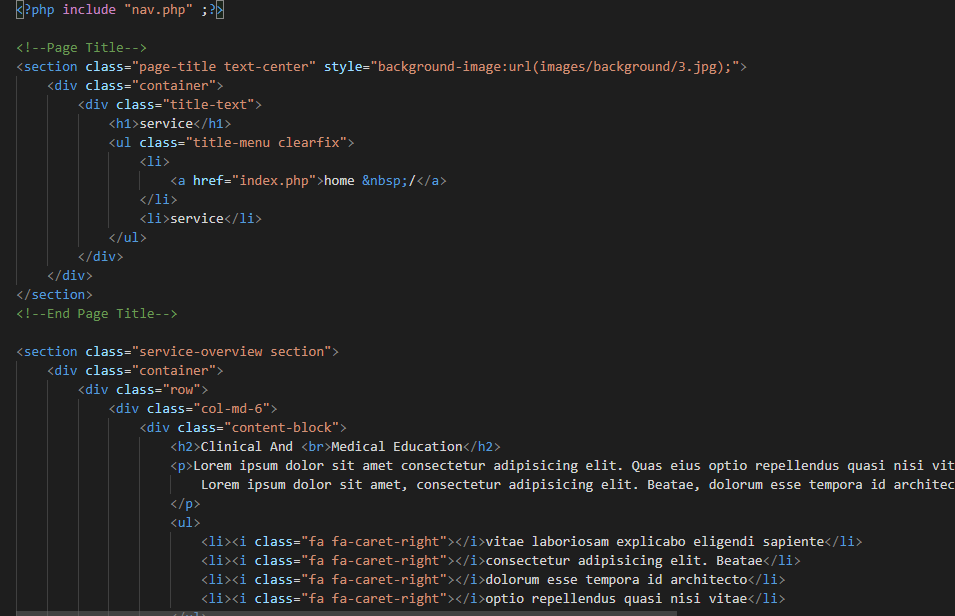 <?php include "nav.php" ;?>
<!--Page Title-->
<section class="page-title text-center" style="background-image:url(images/background/3.jpg);">
<div class="container">
<div class="title-text">
<h1>service</h1>
<ul class="title-menu clearfix">
<li>
<a href="index.php">home &nbsp;/</a>
</li>
<li>service</li>
</ul>
</div>
</div>
</section>
<!--End Page Title-->
<section class="service-overview section">
<div class="container">
<div class="row">
<div class="col-md-6">
<div class="content-block">
<h2>Clinical And <br>Medical Education</h2>
<p>Lorem ipsum dolor sit amet consectetur adipisicing elit. Quas eius optio repellendus quasi nisi vit
Lorem ipsum dolor sit amet, consectetur adipisicing elit. Beatae, dolorum esse tempora id architec
</p>
<ul>
<li><i class="fa fa-caret-right"></i>vitae laboriosam explicabo eligendi sapiente</li>
<li><i class="fa fa-caret-right"></i>consectetur adipisicing elit. Beatae</li>
<li><i class="fa fa-caret-right"></i>dolorum esse tempora id architecto</li>
<li><i class="fa fa-caret-right"></i>optio repellendus quasi nisi vitae</li>